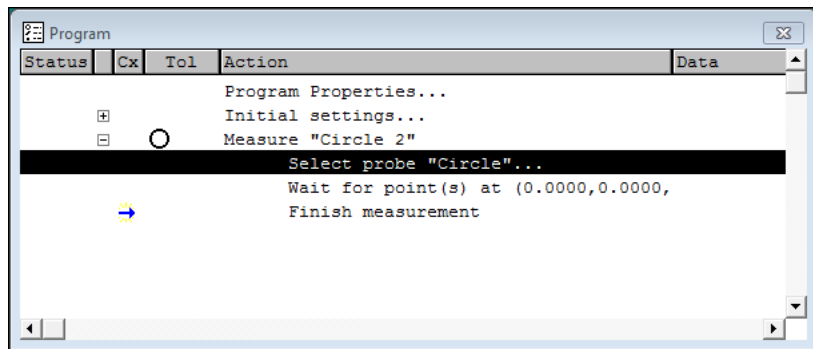 Program
Status Cx Tol Action Data
Program Properties...
Initial settings...
Measure "Circle 2"
Select probe "Circle"...
Wait for point(s) at (0.0000,0.0000,
Finish measurement